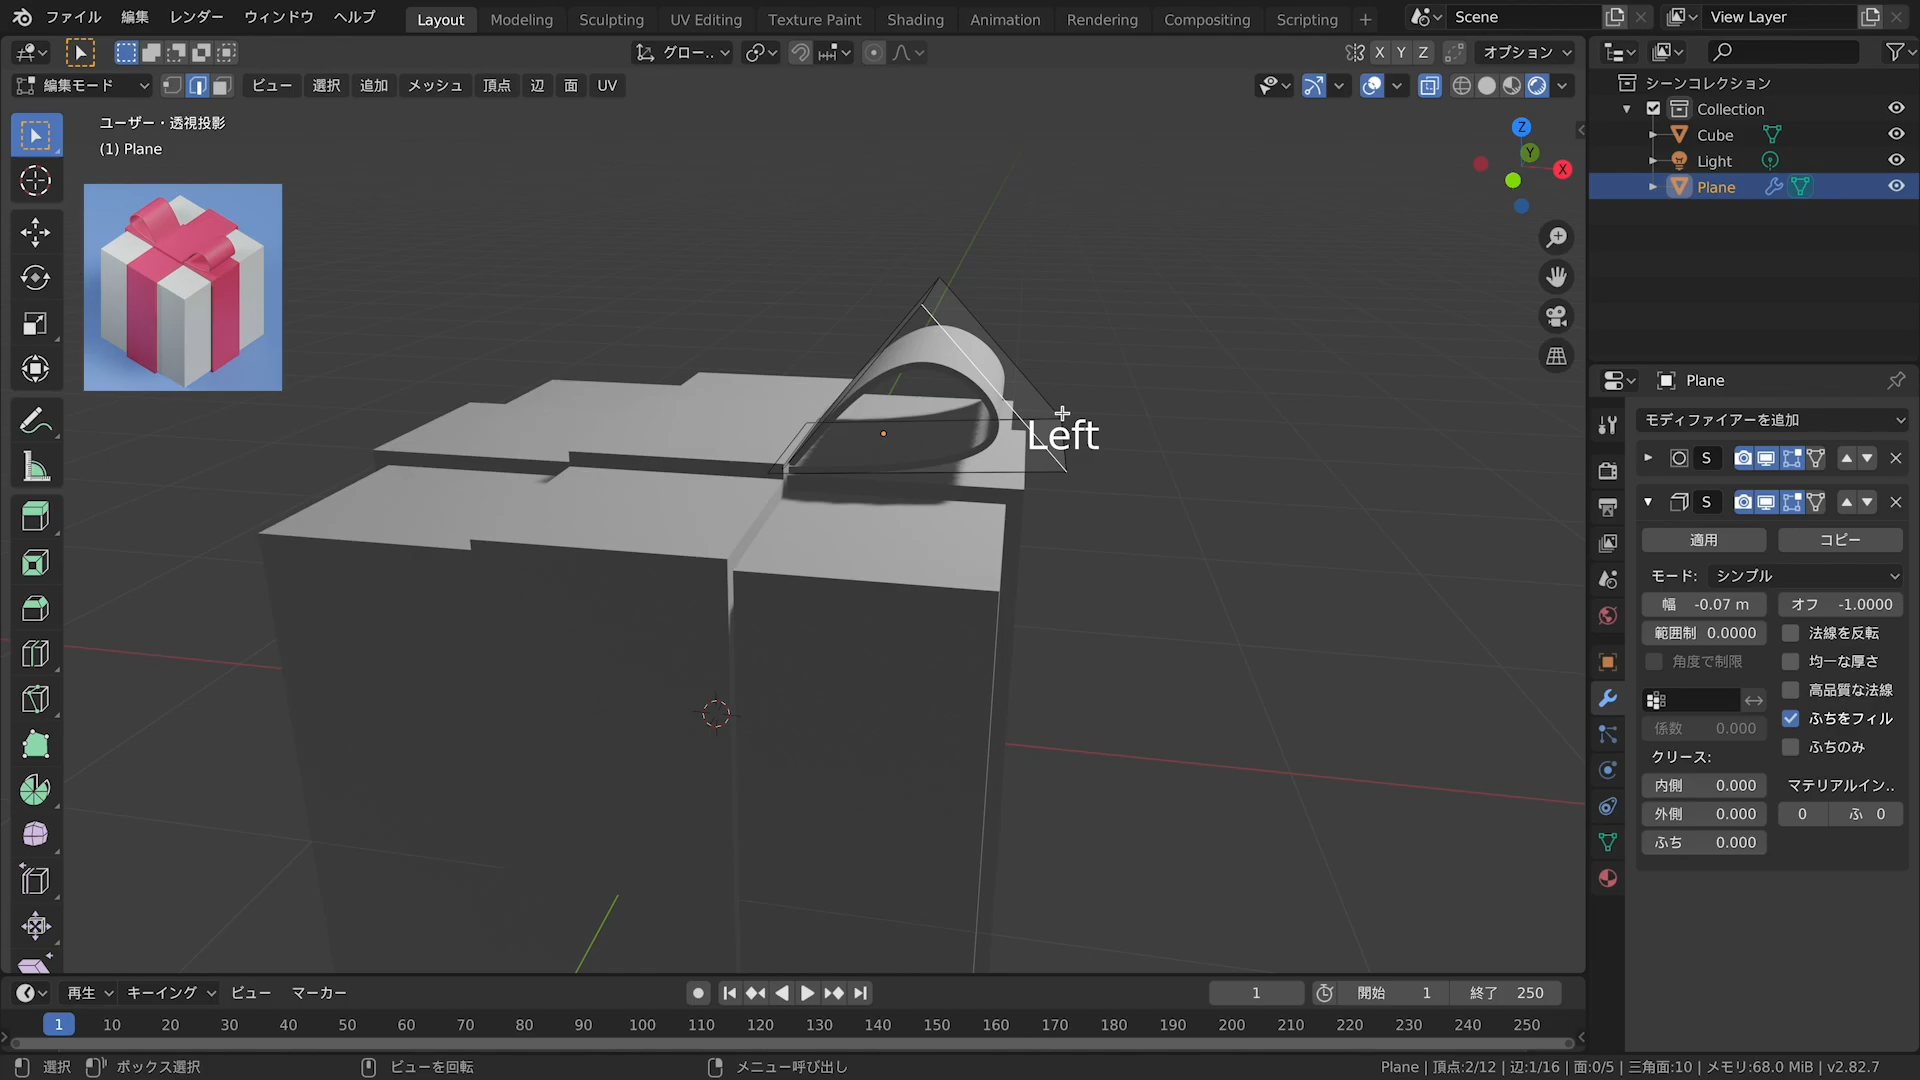 ファイル 編集 レンダー ウィンドウ ヘルプ Layout Modeling Sculpting UV Editing Texture Paint Shading Animation Rendering Compositing Scripting + Scene View Layer
グロー.. X Y Z オプション
編集モード ビュー 選択 追加 メッシュ 頂点 辺 面 UV
シーンコレクション
Collection
Cube
Light
Plane
ユーザー・透視投影
(1) Plane
Z
Y
X
Left
Plane
モディファイアーを追加
S
S
適用 コピー
モード: シンプル
幅 -0.07 m オフ -1.0000
範囲制 0.0000 法線を反転
角度で制限 均一な厚さ
高品質な法線
係数 0.000 ふちをフィル
クリース: ふちのみ
内側 0.000 マテリアルイン..
外側 0.000 0 ふ 0
ふち 0.000
再生 キーイング ビュー マーカー 1 開始 1 終了 250
1 10 20 30 40 50 60 70 80 90 100 110 120 130 140 150 160 170 180 190 200 210 220 230 240 250
選択 ボックス選択 ビューを回転 メニュー呼び出し Plane | 頂点:2/12 | 辺:1/16 | 面:0/5 | 三角面:10 | メモリ:68.0 MiB | v2.82.7